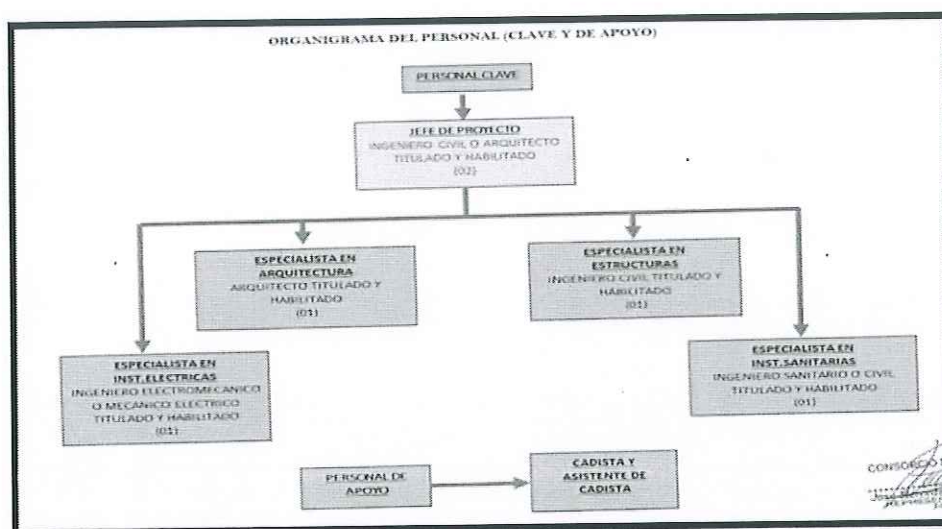 ORGANIGRAMA DEL PERSONAL (CLAVE Y DE APOYO)
PERSONAL CLAVE
JEFE DE PROYECTO
INGENIERO CIVIL O ARQUITECTO
TITULADO Y HABILITADO
(02)
ESPECIALISTA EN
ARQUITECTURA
ARQUITECTO TITULADO Y
HABILITADO
(01)
ESPECIALISTA EN
ESTRUCTURAS
INGENIERO CIVIL TITULADO Y
HABILITADO
(01)
ESPECIALISTA EN
INST.ELECTRICAS
INGENIERO ELECTROMECANICO
O MECANICO ELECTRICO
TITULADO Y HABILITADO
(01)
ESPECIALISTA EN
INST.SANITARIAS
INGENIERO SANITARIO O CIVIL
TITULADO Y HABILITADO
(01)
PERSONAL DE
APOYO
CADISTA Y
ASISTENTE DE
CADISTA
CONSORCIO